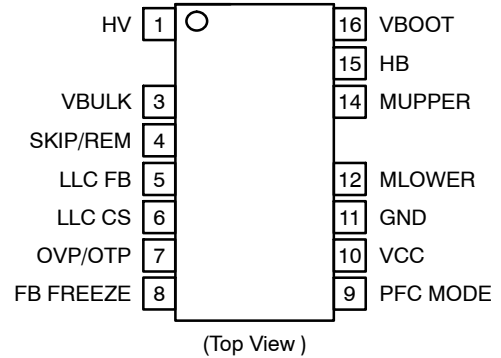 HV 1 16 VBOOT
15 HB
VBULK 3 14 MUPPER
SKIP/REM 4
LLC FB 5 12 MLOWER
LLC CS 6 11 GND
OVP/OTP 7 10 VCC
FB FREEZE 8 9 PFC MODE
(Top View )